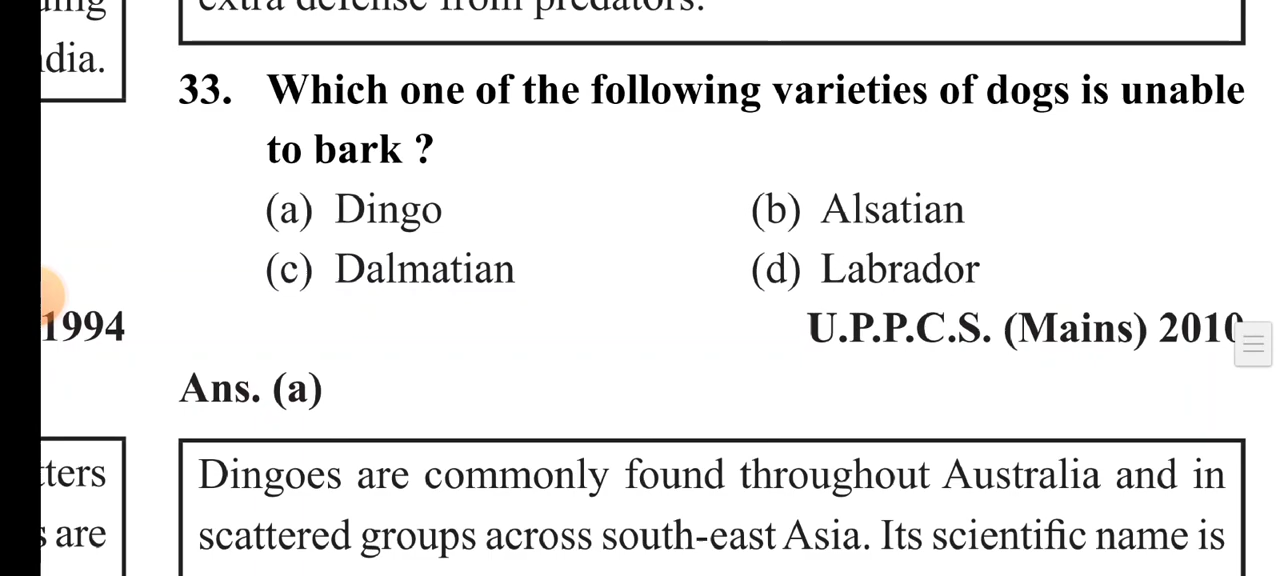 dia.
33. Which one of the following varieties of dogs is unable
to bark ?
(a) Dingo (b) Alsatian
(c) Dalmatian (d) Labrador
1994
U.P.P.C.S. (Mains) 2010
Ans. (a)
are
Dingoes are commonly found throughout Australia and in
scattered groups across south-east Asia. Its scientific name is